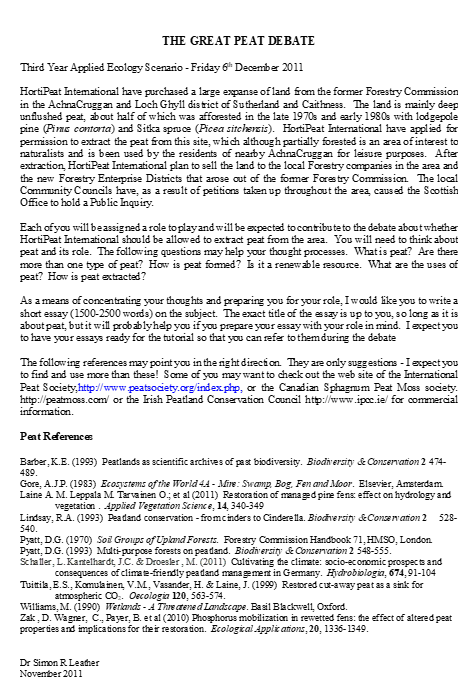 THE GREAT PEAT DEBATE
Third Year Applied Ecology Scenario - Friday 6th December 2011
HortiPeat International have purchased a large expanse of land from the former Forestry Commission
in the AchnaCruggan and Loch Ghyll district of Sutherland and Caithness. The land is mainly deep
unflushed peat, about half of which was afforested in the late 1970s and early 1980s with lodgepole
pine (Pinus contorta) and Sitka spruce (Picea sitchensis). HortiPeat International have applied for
permission to extract the peat from this site, which although partially forested is an area of interest to
naturalists and is been used by the residents of nearby AchnaCruggan for leisure purposes. After
extraction, HortiPeat International plan to sell the land to the local Forestry companies in the area and
the new Forestry Enterprise Districts that arose out of the former Forestry Commission. The local
Community Councils have, as a result of petitions taken up throughout the area, caused the Scottish
Office to hold a Public Inquiry.
Each of you will be assigned a role to play and will be expected to contribute to the debate about whether
HortiPeat International should be allowed to extract peat from the area. You will need to think about
peat and its role. The following questions may help your thought processes. What is peat? Are there
more than one type of peat? How is peat formed? Is it a renewable resource. What are the uses of
peat? How is peat extracted?
As a means of concentrating your thoughts and preparing you for your role, I would like you to write a
short essay (1500-2500 words) on the subject. The exact title of the essay is up to you, so long as it is
about peat, but it will probably help you if you prepare your essay with your role in mind. I expect you
to have your essays ready for the tutorial so that you can refer to them during the debate
The following references may point you in the right direction. They are only suggestions - I expect you
to find and use more than these! Some of you may want to check out the web site of the International
Peat Society,http://www.peatsociety.org/index.php, or the Canadian Sphagnum Peat Moss society.
http://peatmoss.com/ or the Irish Peatland Conservation Council http://www.ipcc.ie/ for commercial
information.
Peat References
Barber, K.E. (1993) Peatlands as scientific archives of past biodiversity. Biodiversity & Conservation 2 474-
489.
Gore, A.J.P. (1983) Ecosystems of the World 4A - Mire: Swamp, Bog, Fen and Moor. Elsevier, Amsterdam.
Laine A. M. Leppala M. Tarvainen O.; et al (2011) Restoration of managed pine fens: effect on hydrology and
vegetation . Applied Vegetation Science, 14, 340-349
Lindsay, R.A. (1993) Peatland conservation - from cinders to Cinderella. Biodiversity & Conservation 2 528-
540.
Pyatt, D.G. (1970) Soil Groups of Upland Forests. Forestry Commission Handbook 71, HMSO, London.
Pyatt, D.G. (1993) Multi-purpose forests on peatland. Biodiversity & Conservation 2 548-555.
Schaller, L. Kantelhardt, J.C. & Droesler, M. (2011) Cultivating the climate: socio-economic prospects and
consequences of climate-friendly peatland management in Germany. Hydrobiologia, 674, 91-104
Tuittila, E.S., Komulainen, V.M., Vasander, H. & Laine, J. (1999) Restored cut-away peat as a sink for
atmospheric CO2. Oecologia 120, 563-574.
Williams, M. (1990) Wetlands - A Threatened Landscape. Basil Blackwell, Oxford.
Zak , D. Wagner, C., Payer, B. et al (2010) Phosphorus mobilization in rewetted fens: the effect of altered peat
properties and implications for their restoration. Ecological Applications, 20, 1336-1349.
Dr Simon R Leather
November 2011